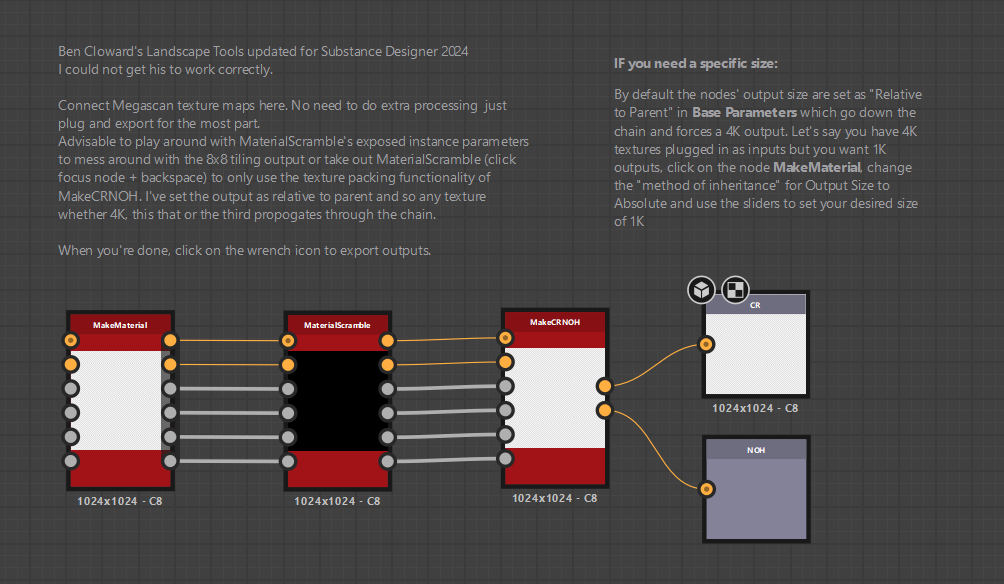 Ben Cloward's Landscape Tools updated for Substance Designer 2024
I could not get his to work correctly.
Connect Megascan texture maps here. No need to do extra processing  just
plug and export for the most part.
Advisable to play around with MaterialScramble's exposed instance parameters
to mess around with the 8x8 tiling output or take out MaterialScramble (click
focus node + backspace) to only use the texture packing functionality of
MakeCRNOH. I've set the output as relative to parent and so any texture
whether 4K, this that or the third propogates through the chain.
When you're done, click on the wrench icon to export outputs.
IF you need a specific size:
By default the nodes' output size are set as "Relative
to Parent" in Base Parameters which go down the
chain and forces a 4K output. Let's say you have 4K
textures plugged in as inputs but you want 1K
outputs, click on the node MakeMaterial, change
the "method of inheritance" for Output Size to
Absolute and use the sliders to set your desired size
of 1K
MakeMaterial
1024x1024 - C8
MaterialScramble
1024x1024 - C8
MakeCRNOH
1024x1024 - C8
CR
1024x1024 - C8
NOH